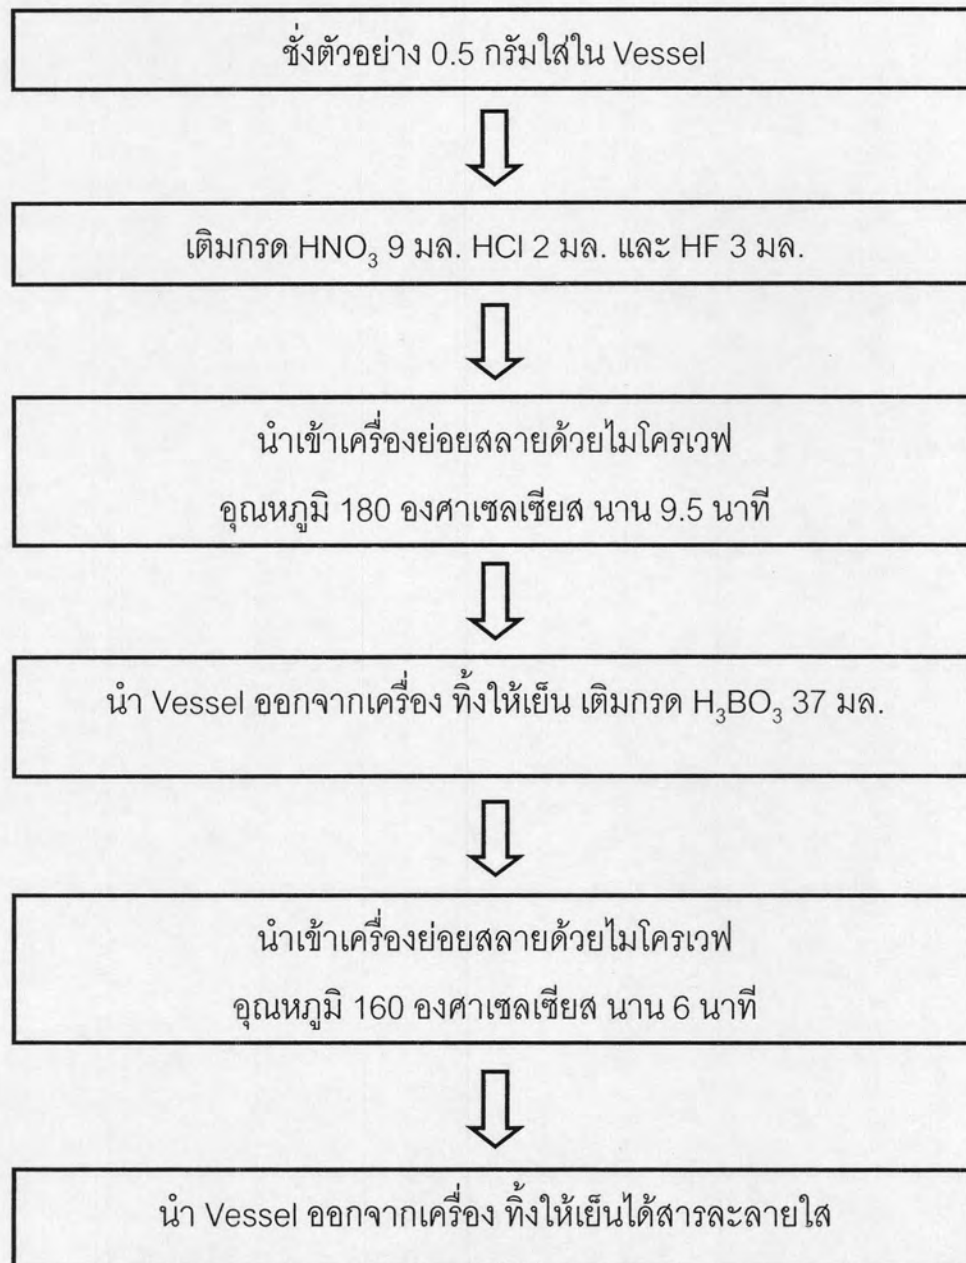 ชั่งตัวอย่าง 0.5 กรัมใส่ใน Vessel
เติมกรด HNO₃ 9 มล. HCl 2 มล. และ HF 3 มล.
นำเข้าเครื่องย่อยสลายด้วยไมโครเวฟ
อุณหภูมิ 180 องศาเซลเซียส นาน 9.5 นาที
นำ Vessel ออกจากเครื่อง ทิ้งให้เย็น เติมกรด H₃BO₃ 37 มล.
นำเข้าเครื่องย่อยสลายด้วยไมโครเวฟ
อุณหภูมิ 160 องศาเซลเซียส นาน 6 นาที
นำ Vessel ออกจากเครื่อง ทิ้งให้เย็นได้สารละลายใส